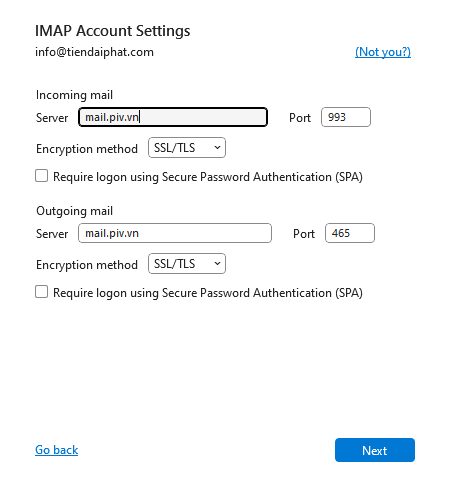 IMAP Account Settings
info@tiendaiphat.com (Not you?)
Incoming mail
Server mail.piv.vn Port 993
Encryption method SSL/TLS
Require logon using Secure Password Authentication (SPA)
Outgoing mail
Server mail.piv.vn Port 465
Encryption method SSL/TLS
Require logon using Secure Password Authentication (SPA)
Go back Next